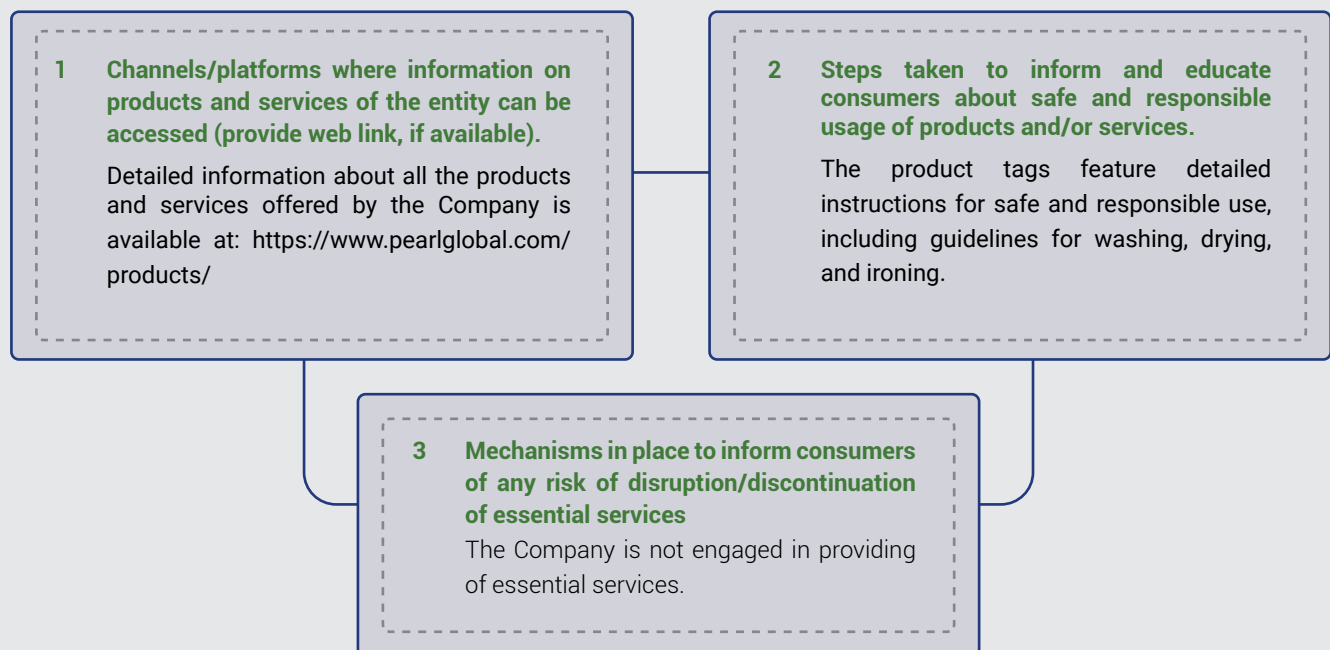 1 Channels/platforms where information on
products and services of the entity can be
accessed (provide web link, if available).
Detailed information about all the products
and services offered by the Company is
available at: https://www.pearlglobal.com/
products/
2 Steps taken to inform and educate
consumers about safe and responsible
usage of products and/or services.
The product tags feature detailed
instructions for safe and responsible use,
including guidelines for washing, drying,
and ironing.
3 Mechanisms in place to inform consumers
of any risk of disruption/discontinuation
of essential services
The Company is not engaged in providing
of essential services.